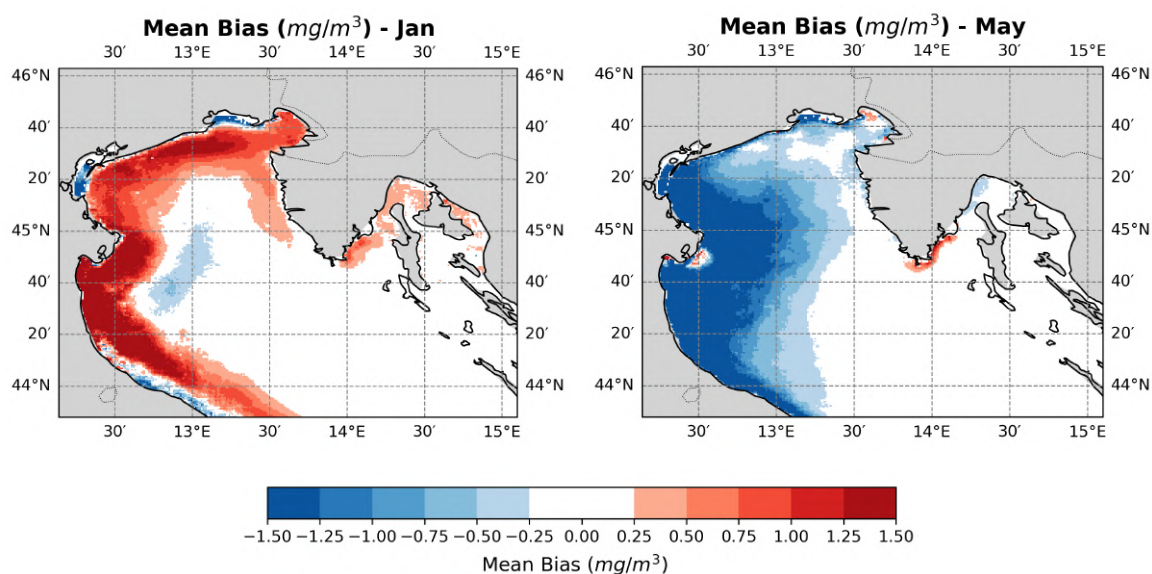 Mean Bias (mg/m³) - Jan
30′ 13°E 30′ 14°E 30′ 15°E
46°N 46°N
40′ 40′
20′ 20′
45°N 45°N
40′ 40′
20′ 20′
44°N 44°N
30′ 13°E 30′ 14°E 30′ 15°E
Mean Bias (mg/m³) - May
30′ 13°E 30′ 14°E 30′ 15°E
46°N 46°N
40′ 40′
20′ 20′
45°N 45°N
40′ 40′
20′ 20′
44°N 44°N
30′ 13°E 30′ 14°E 30′ 15°E
−1.50 −1.25 −1.00 −0.75 −0.50 −0.25 0.00 0.25 0.50 0.75 1.00 1.25 1.50
Mean Bias (mg/m³)